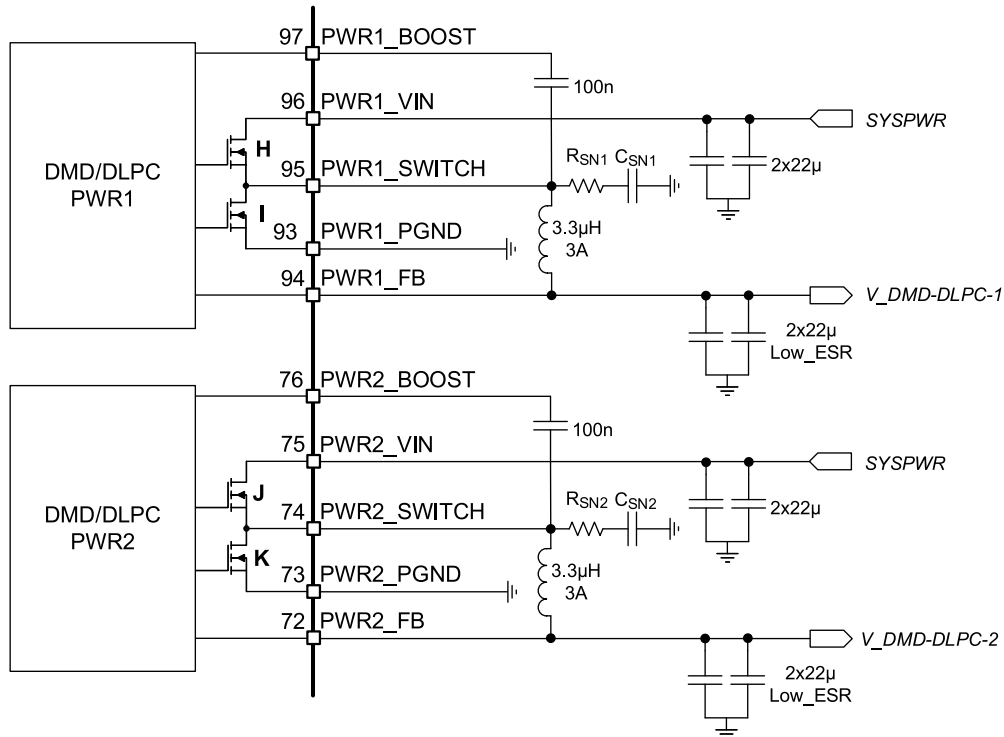 97 PWR1_BOOST
100n
96 PWR1_VIN
SYSPWR
H
2x22µ
DMD/DLPC
PWR1
95 PWR1_SWITCH
RSN1 CSN1
I
3.3µH
3A
93 PWR1_PGND
94 PWR1_FB
V_DMD-DLPC-1
2x22µ
Low_ESR
76 PWR2_BOOST
100n
75 PWR2_VIN
SYSPWR
J
2x22µ
DMD/DLPC
PWR2
74 PWR2_SWITCH
RSN2 CSN2
K
3.3µH
3A
73 PWR2_PGND
72 PWR2_FB
V_DMD-DLPC-2
2x22µ
Low_ESR